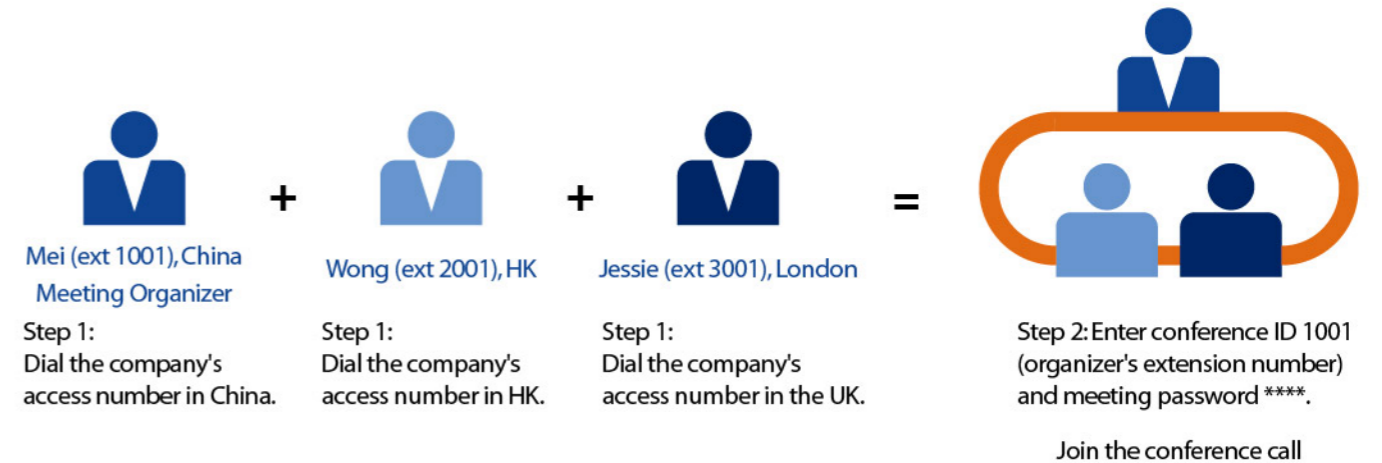 +
+
=
Mei (ext 1001), China
Meeting Organizer
Step 1:
Dial the company's
access number in China.
Wong (ext 2001), HK
Step 1:
Dial the company's
access number in HK.
Jessie (ext 3001), London
Step 1:
Dial the company's
access number in the UK.
Step 2: Enter conference ID 1001
(organizer's extension number)
and meeting password ****.
Join the conference call